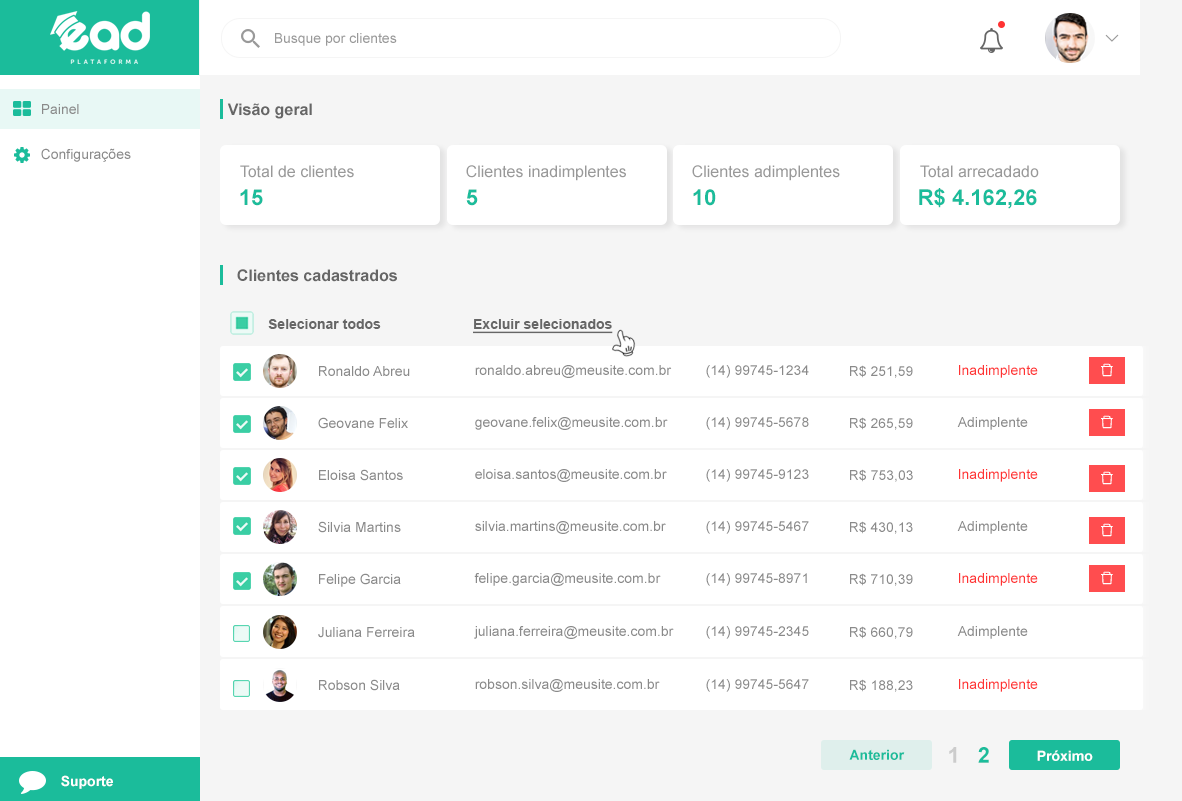 ead
PLATAFORMA
Busque por clientes
Painel
Configurações
Visão geral
Total de clientes
15
Clientes inadimplentes
5
Clientes adimplentes
10
Total arrecadado
R$ 4.162,26
Clientes cadastrados
Selecionar todos Excluir selecionados
Ronaldo Abreu ronaldo.abreu@meusite.com.br (14) 99745-1234 R$ 251,59 Inadimplente
Geovane Felix geovane.felix@meusite.com.br (14) 99745-5678 R$ 265,59 Adimplente
Eloisa Santos eloisa.santos@meusite.com.br (14) 99745-9123 R$ 753,03 Inadimplente
Silvia Martins silvia.martins@meusite.com.br (14) 99745-5467 R$ 430,13 Adimplente
Felipe Garcia felipe.garcia@meusite.com.br (14) 99745-8971 R$ 710,39 Inadimplente
Juliana Ferreira juliana.ferreira@meusite.com.br (14) 99745-2345 R$ 660,79 Adimplente
Robson Silva robson.silva@meusite.com.br (14) 99745-5647 R$ 188,23 Inadimplente
Anterior 1 2 Próximo
Suporte